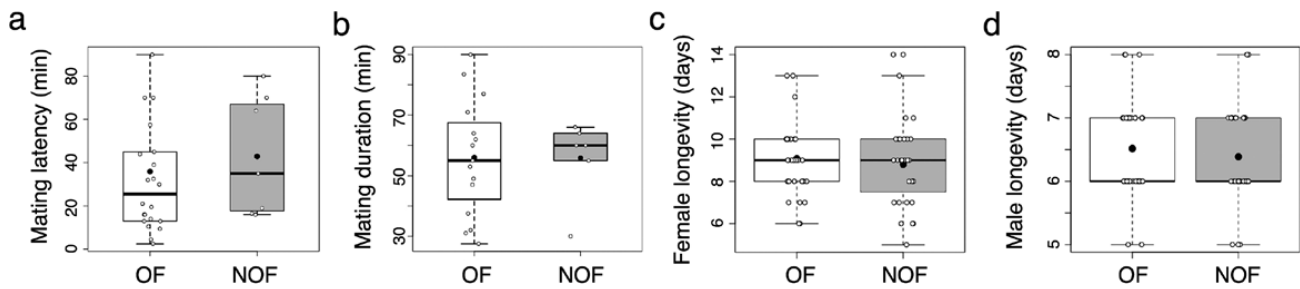 a
Mating latency (min)
80
60
40
20
0
OF NOF
b
Mating duration (min)
90
70
50
30
OF NOF
c
Female longevity (days)
14
12
10
8
6
OF NOF
d
Male longevity (days)
8
7
6
5
OF NOF